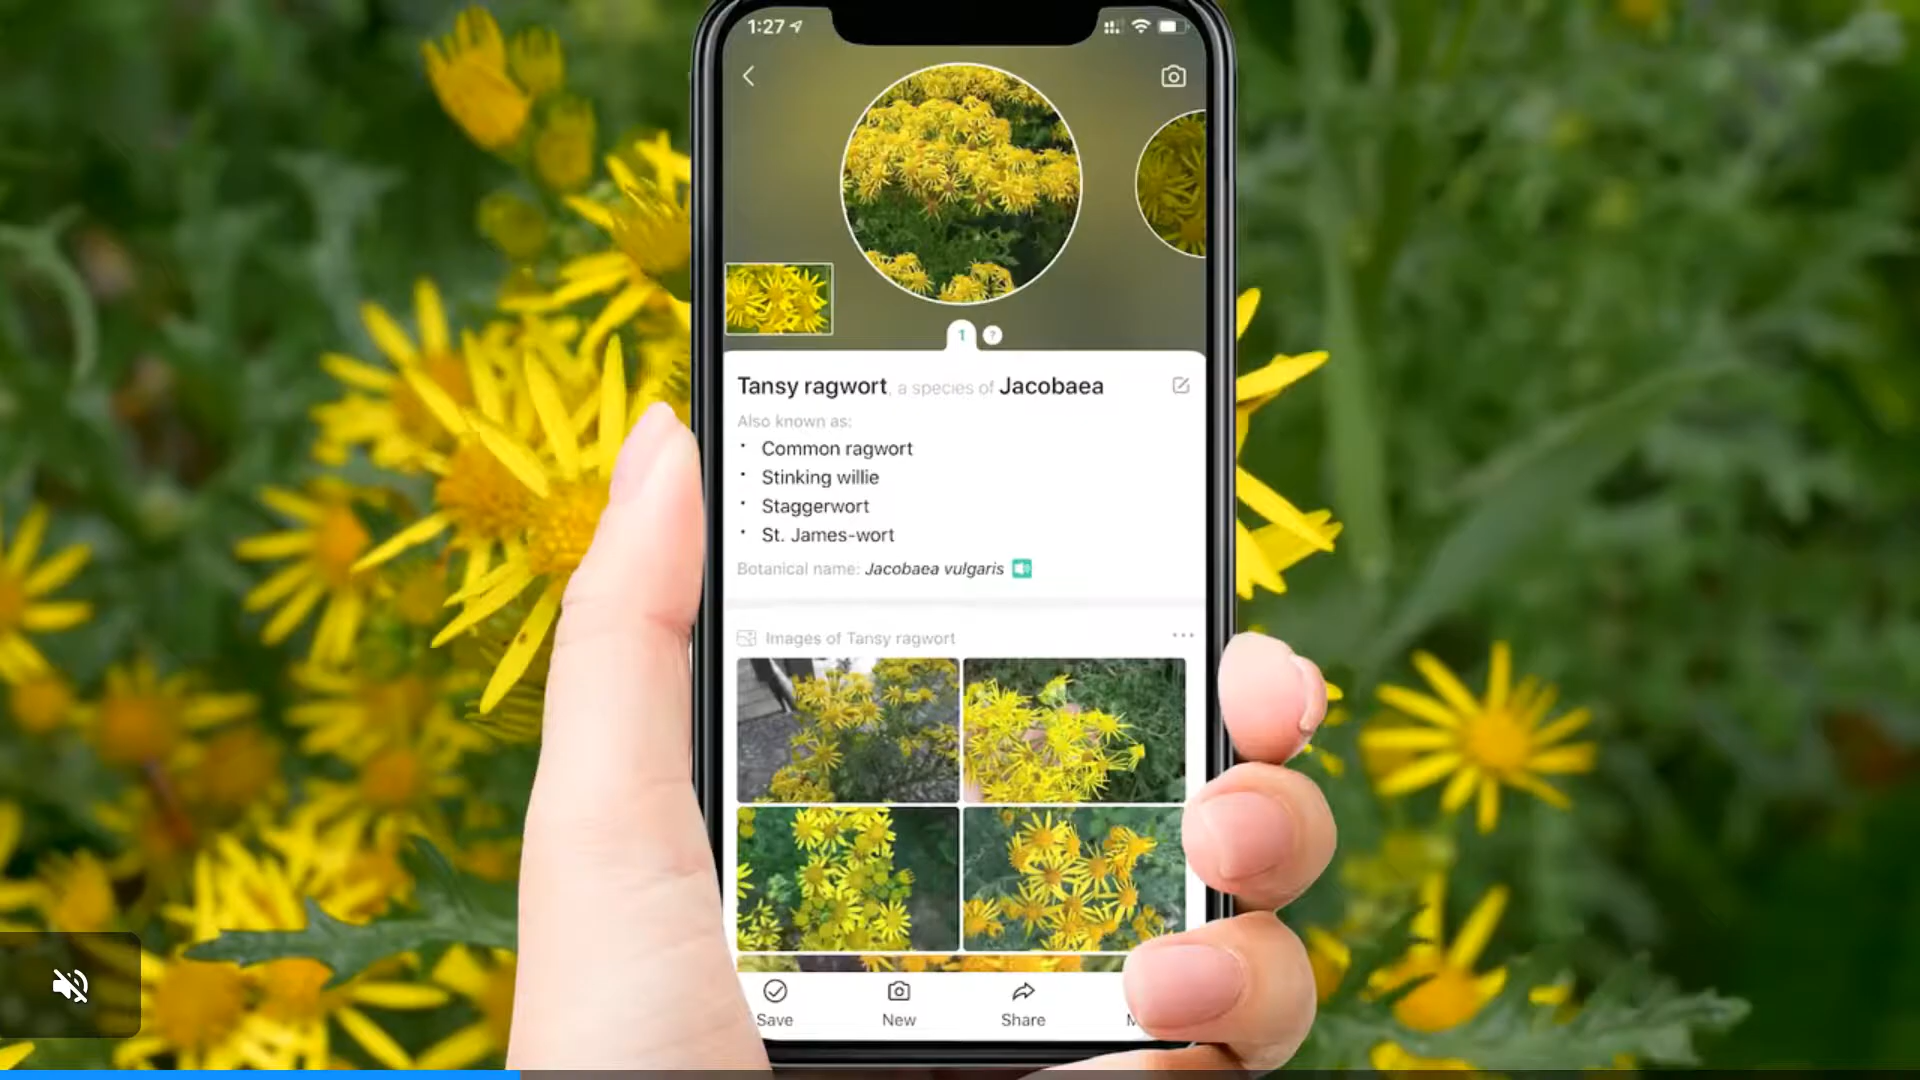 1:27
1 ?
Tansy ragwort, a species of Jacobaea
Also known as:
· Common ragwort
· Stinking willie
· Staggerwort
· St. James-wort
Botanical name: Jacobaea vulgaris
Images of Tansy ragwort
Save New Share